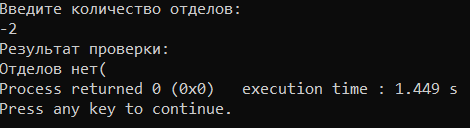 Введите количество отделов:
-2
Результат проверки:
Отделов нет(
Process returned 0 (0x0)   execution time : 1.449 s
Press any key to continue.